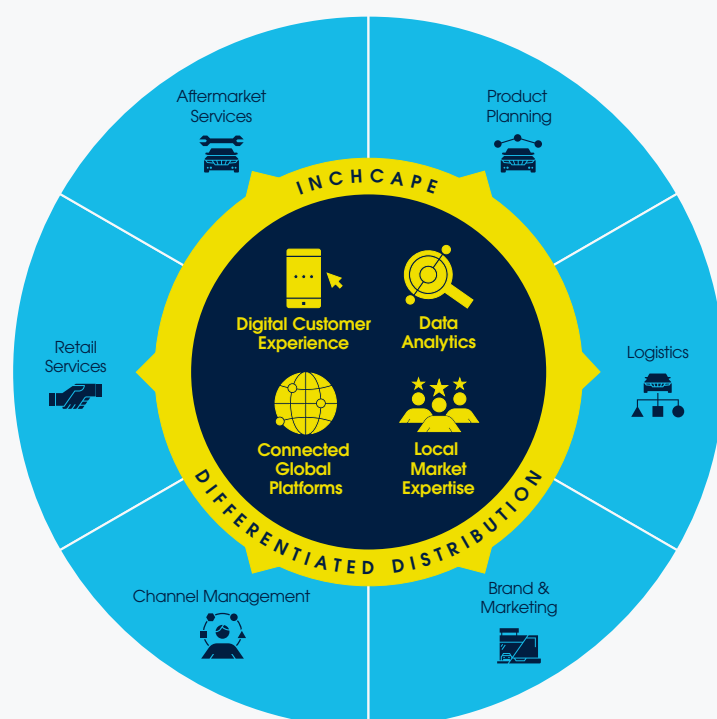 Aftermarket
Services
Product
Planning
INCHCAPE
Digital Customer
Experience
Data
Analytics
Retail
Services
Logistics
Connected
Global
Platforms
Local
Market
Expertise
DIFFERENTIATED DISTRIBUTION
Channel Management
Brand &
Marketing